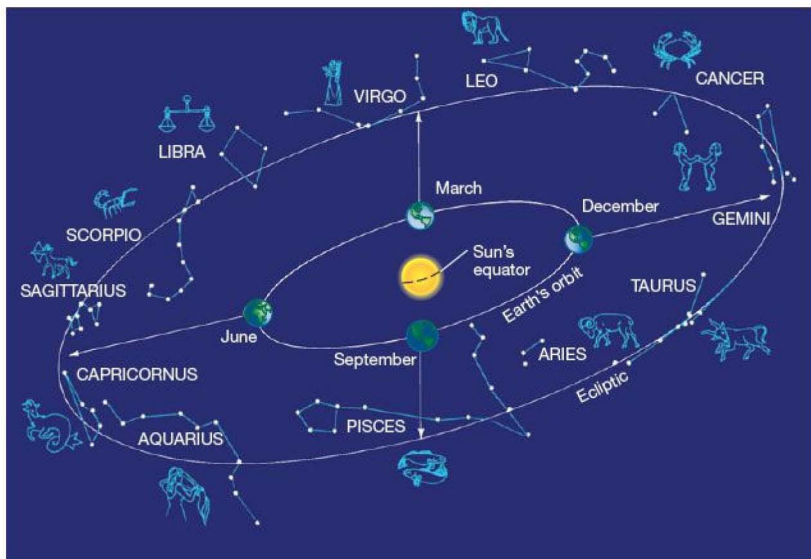 LEO
CANCER
VIRGO
LIBRA
March
December
SCORPIO
GEMINI
Sun's
equator
SAGITTARIUS
TAURUS
Earth's orbit
June
September
ARIES
CAPRICORNUS
Ecliptic
PISCES
AQUARIUS